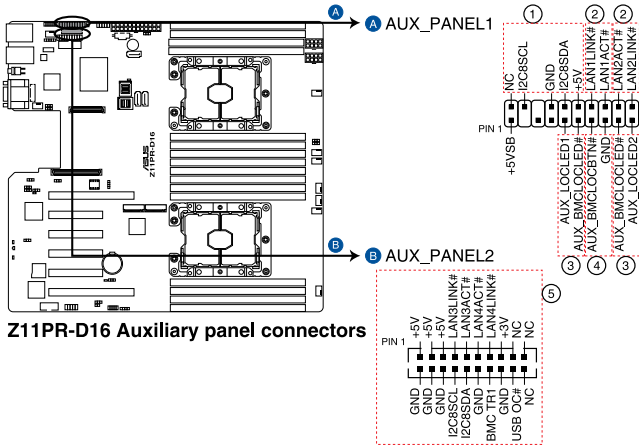 A
A AUX_PANEL1
1
2
2
NC
I2C8SCL
GND
I2C8SDA
+5V
LAN1LINK#
LAN1ACT#
LAN2ACT#
LAN2LINK#
PIN 1
+5VSB
AUX_LOCLED1
AUX_BMCLOCLED#
AUX_BMCLOCBTN#
GND
AUX_BMCLOCLED#
AUX_LOCLED2
3
4
3
ASUS
Z11PR-D16
B
B AUX_PANEL2
5
Z11PR-D16 Auxiliary panel connectors
PIN 1
+5V
+5V
+5V
LAN3LINK#
LAN3ACT#
LAN4ACT#
LAN4LINK#
+3V
NC
NC
GND
GND
GND
I2C8SCL
I2C8SDA
GND
BMC TR1
GND
USB OC#
NC